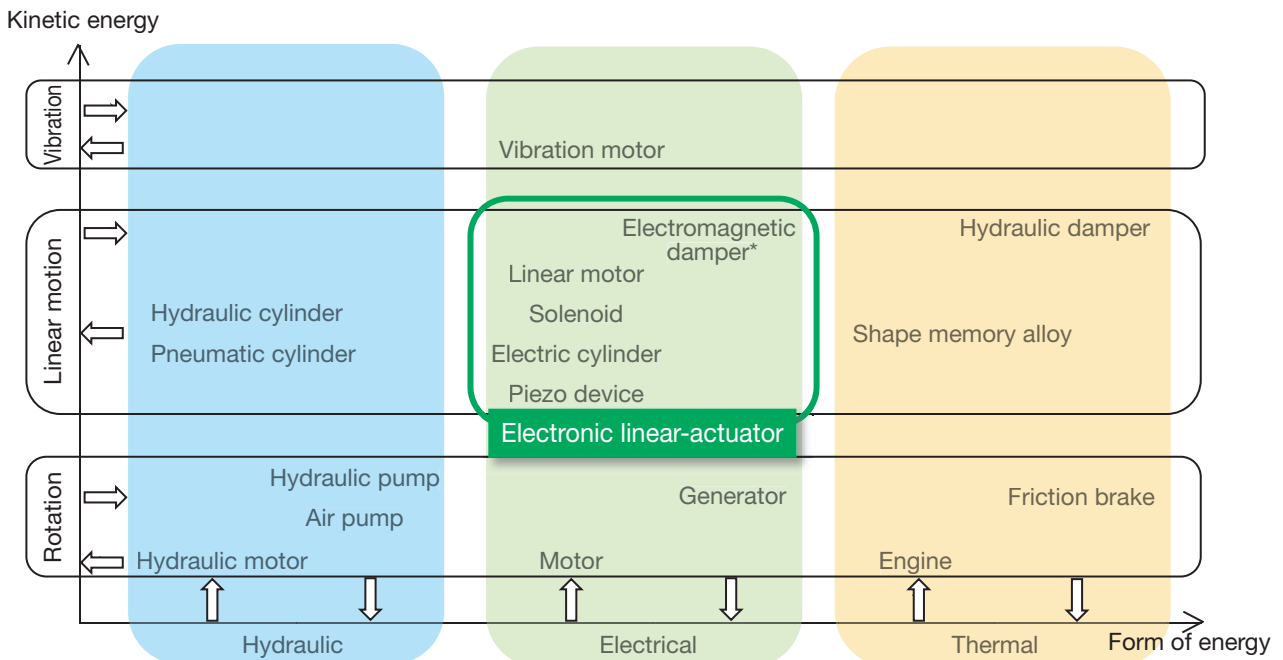 Kinetic energy
Vibration
Vibration motor
Linear motion
Electromagnetic
damper*
Hydraulic damper
Linear motor
Hydraulic cylinder
Solenoid
Shape memory alloy
Pneumatic cylinder
Electric cylinder
Piezo device
Electronic linear-actuator
Rotation
Hydraulic pump
Generator
Friction brake
Air pump
Hydraulic motor
Motor
Engine
Hydraulic
Electrical
Thermal
Form of energy